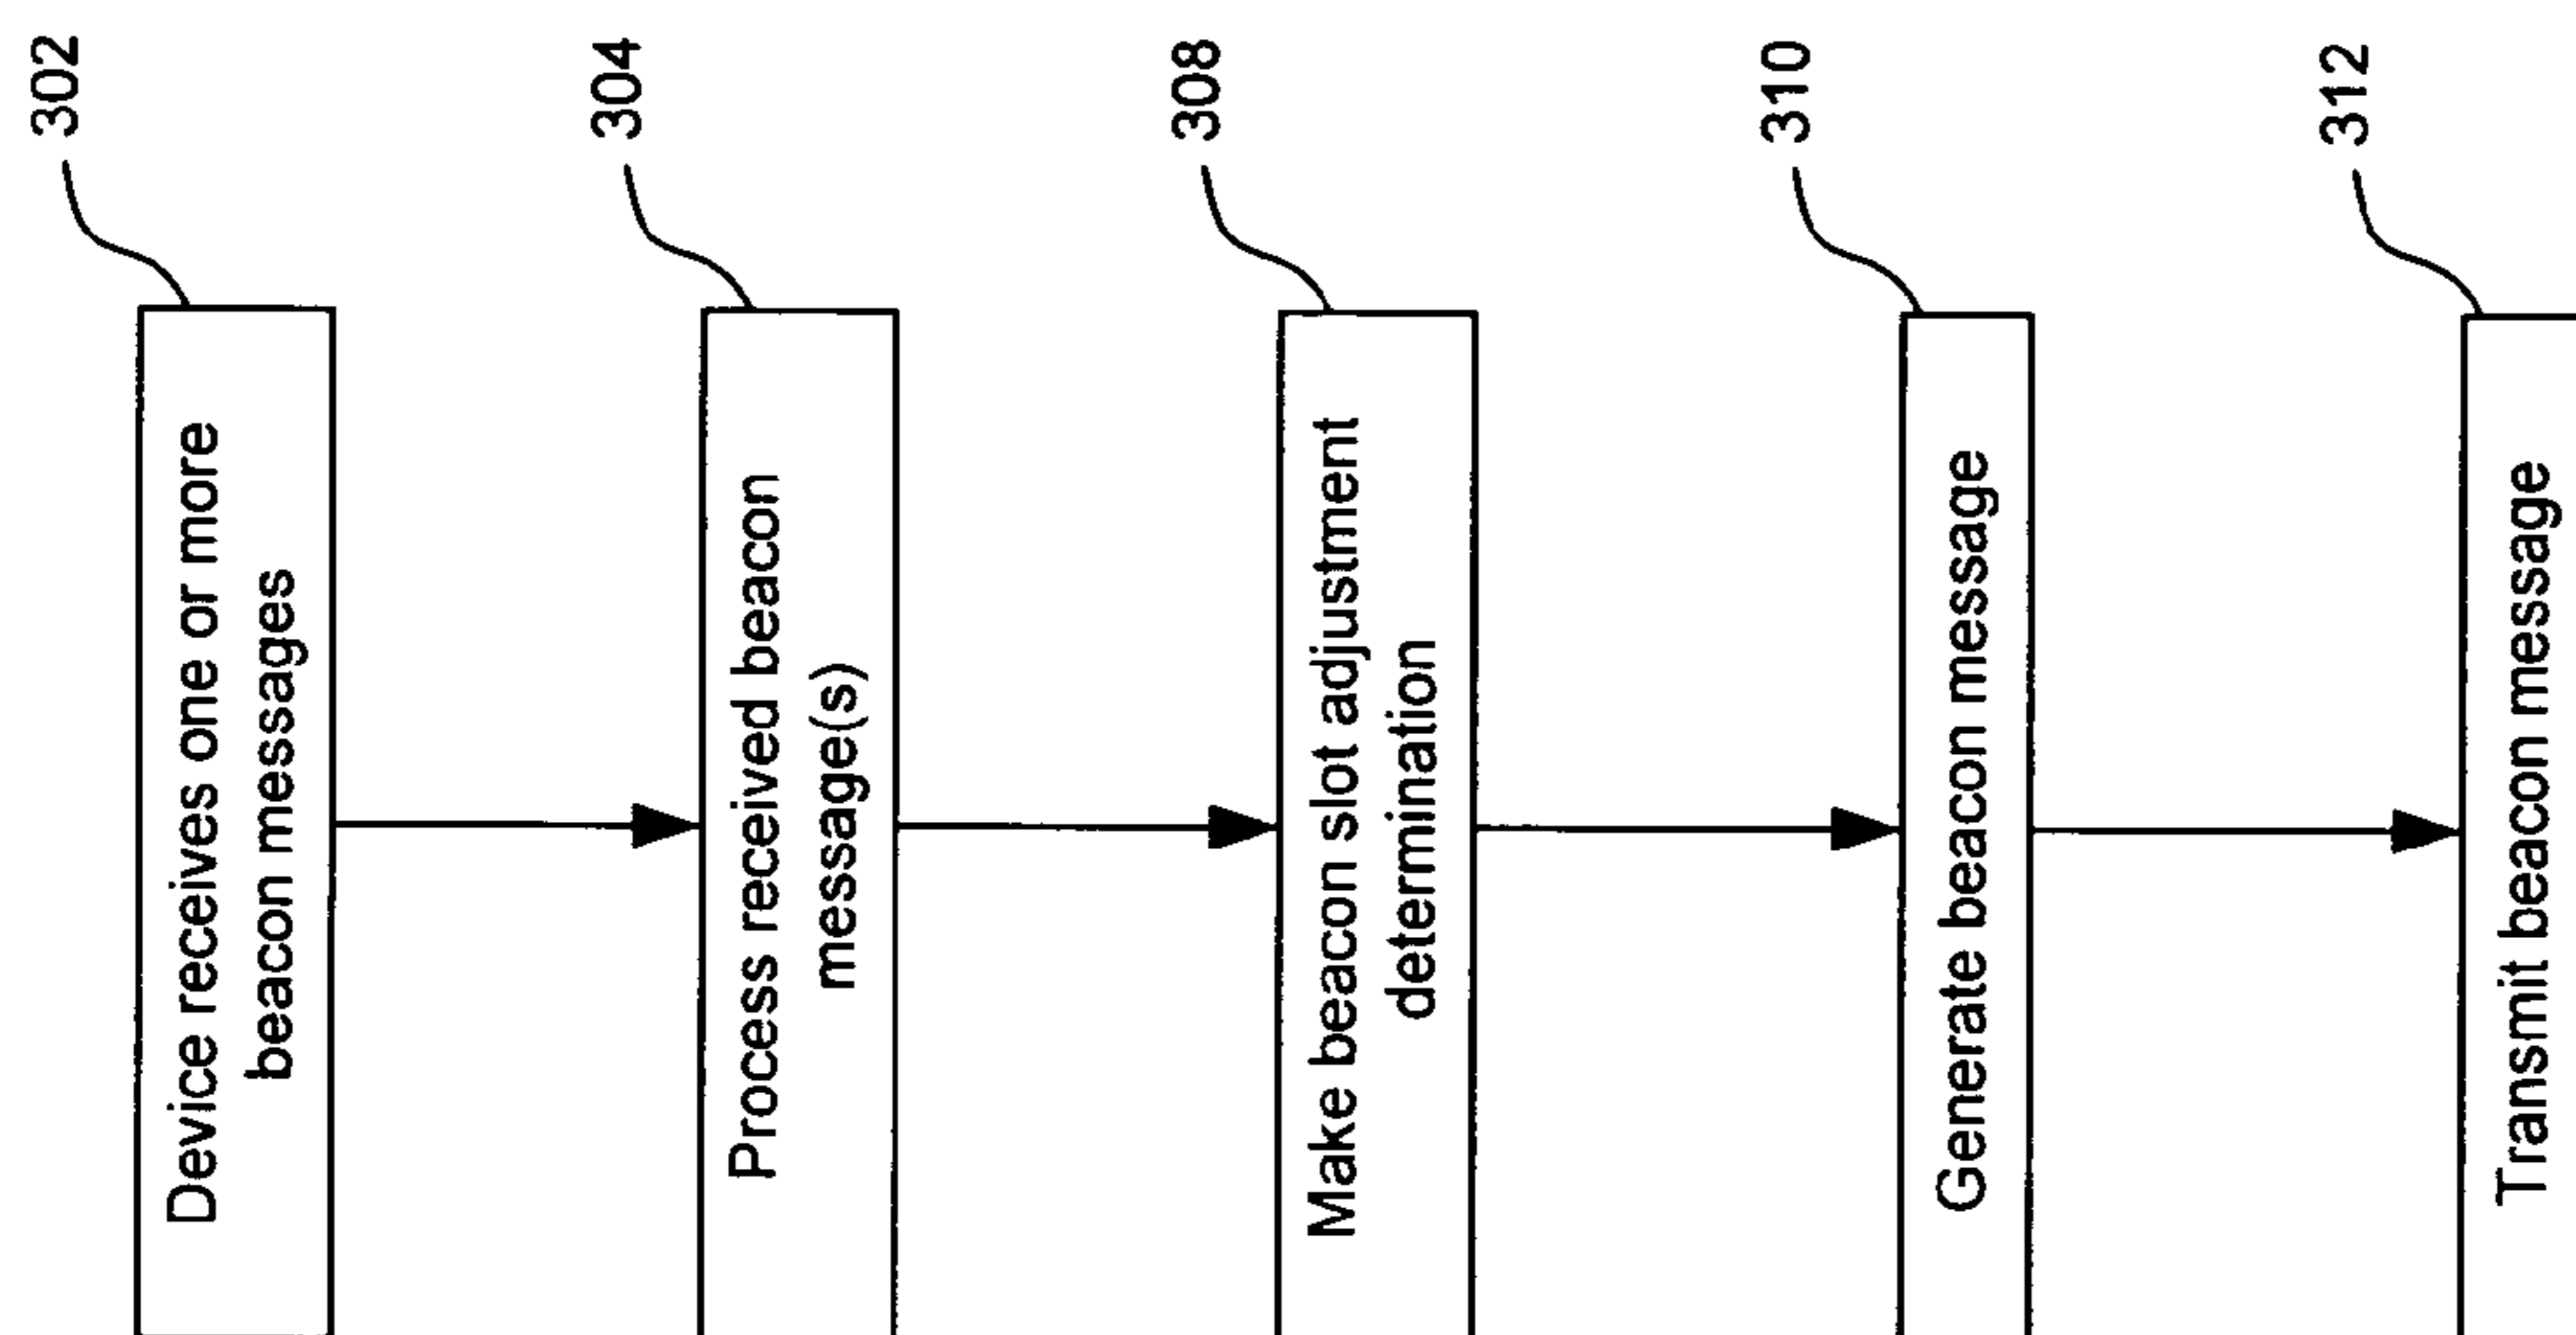 302
Device receives one or more
beacon messages
304
Process received beacon
message(s)
308
Make beacon slot adjustment
determination
310
Generate beacon message
312
Transmit beacon message